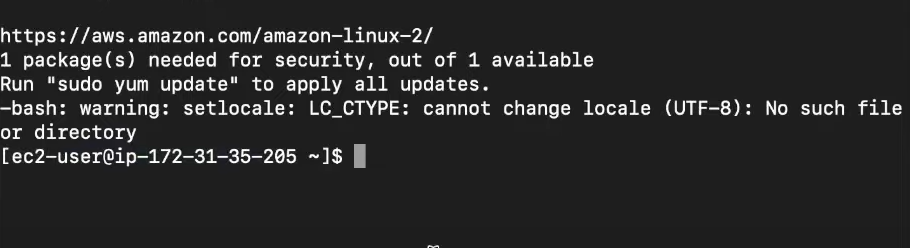 https://aws.amazon.com/amazon-linux-2/
1 package(s) needed for security, out of 1 available
Run "sudo yum update" to apply all updates.
-bash: warning: setlocale: LC_CTYPE: cannot change locale (UTF-8): No such file
or directory
[ec2-user@ip-172-31-35-205 ~]$